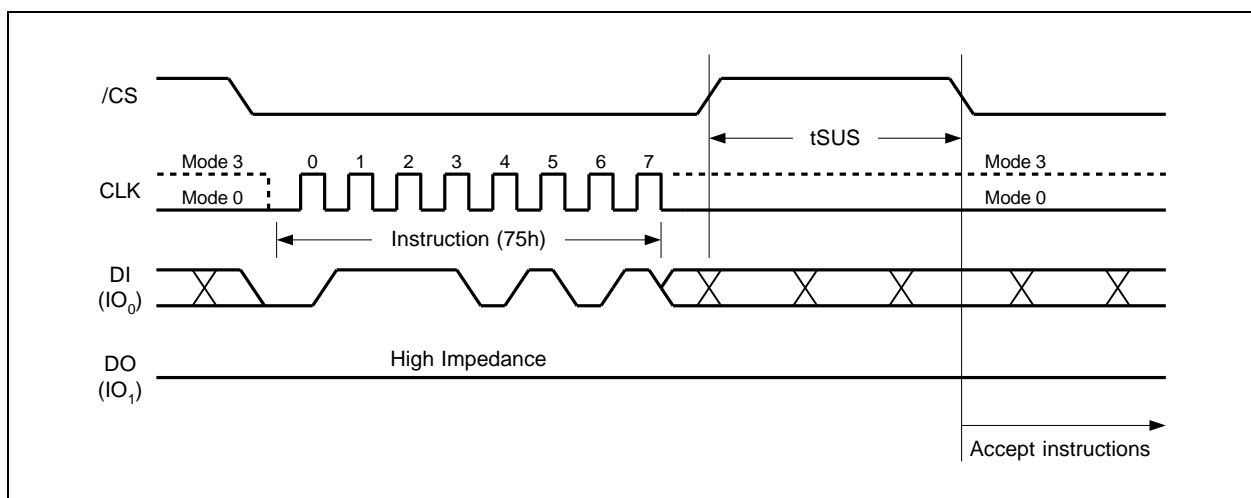 /CS
tSUS
Mode 3
0 1 2 3 4 5 6 7
Mode 3
CLK
Mode 0
Mode 0
Instruction (75h)
DI
(IO0)
High Impedance
DO
(IO1)
Accept instructions